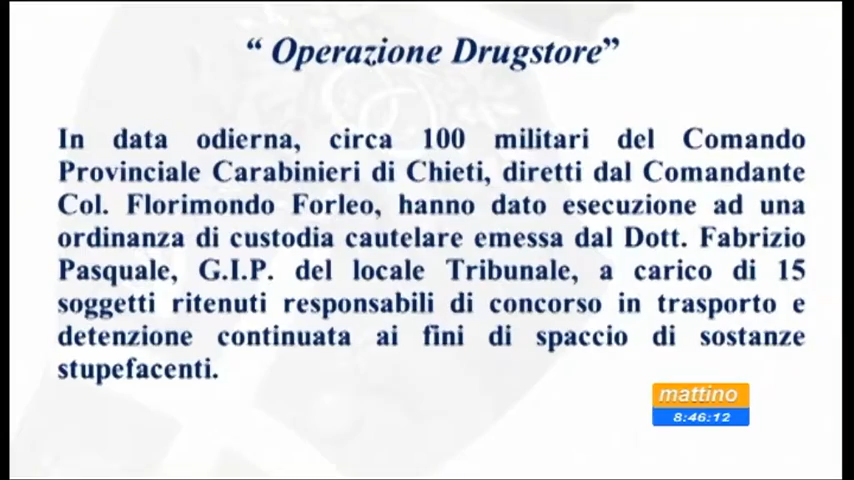 “ Operazione Drugstore”
In data odierna, circa 100 militari del Comando
Provinciale Carabinieri di Chieti, diretti dal Comandante
Col. Florimondo Forleo, hanno dato esecuzione ad una
ordinanza di custodia cautelare emessa dal Dott. Fabrizio
Pasquale, G.I.P. del locale Tribunale, a carico di 15
soggetti ritenuti responsabili di concorso in trasporto e
detenzione continuata ai fini di spaccio di sostanze
stupefacenti.
mattino
8:46:12